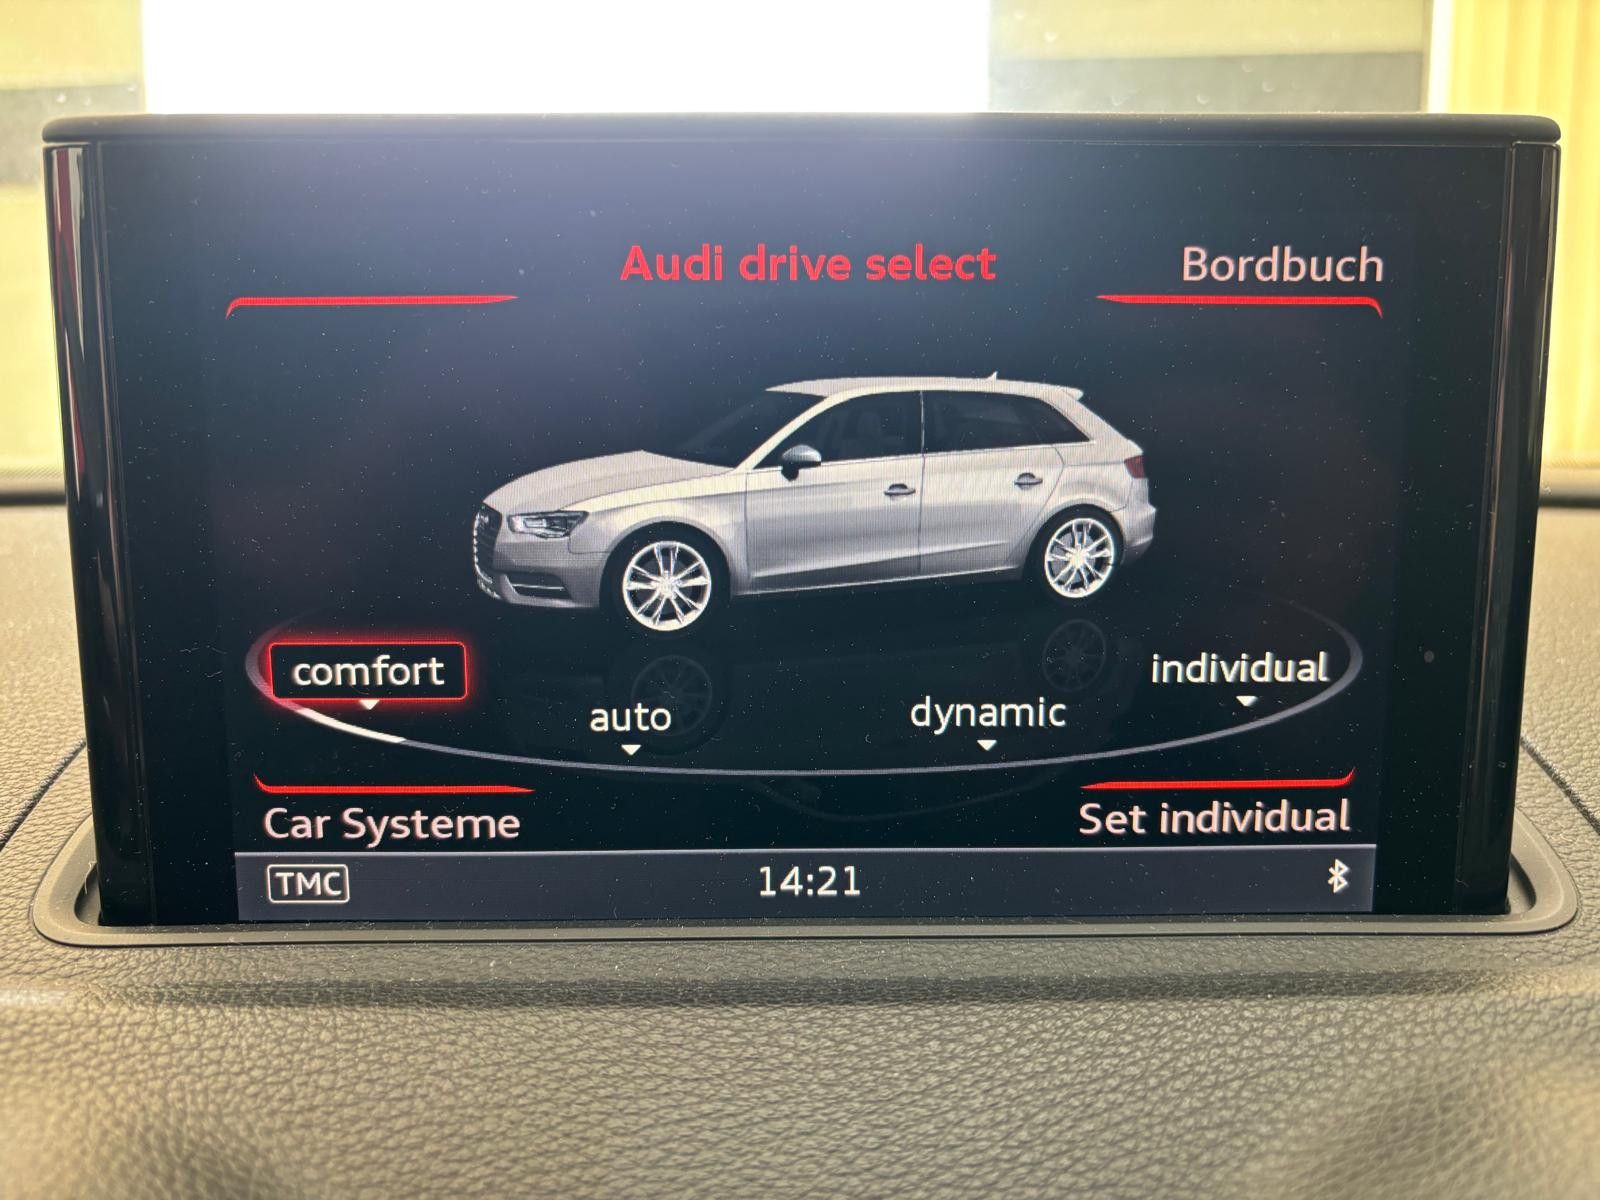 Audi drive select
Bordbuch
comfort
auto
dynamic
individual
Car Systeme
Set individual
TMC
14:21